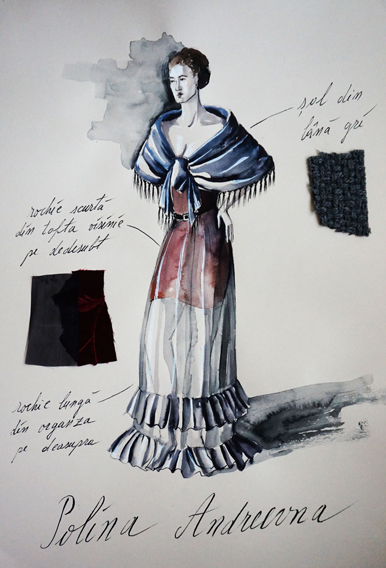 șal din
lână gri
rochie scurtă
din tafta vișinie
pe dedesubt
rochie lungă
din organza
pe deasupra
Polina Andreevna